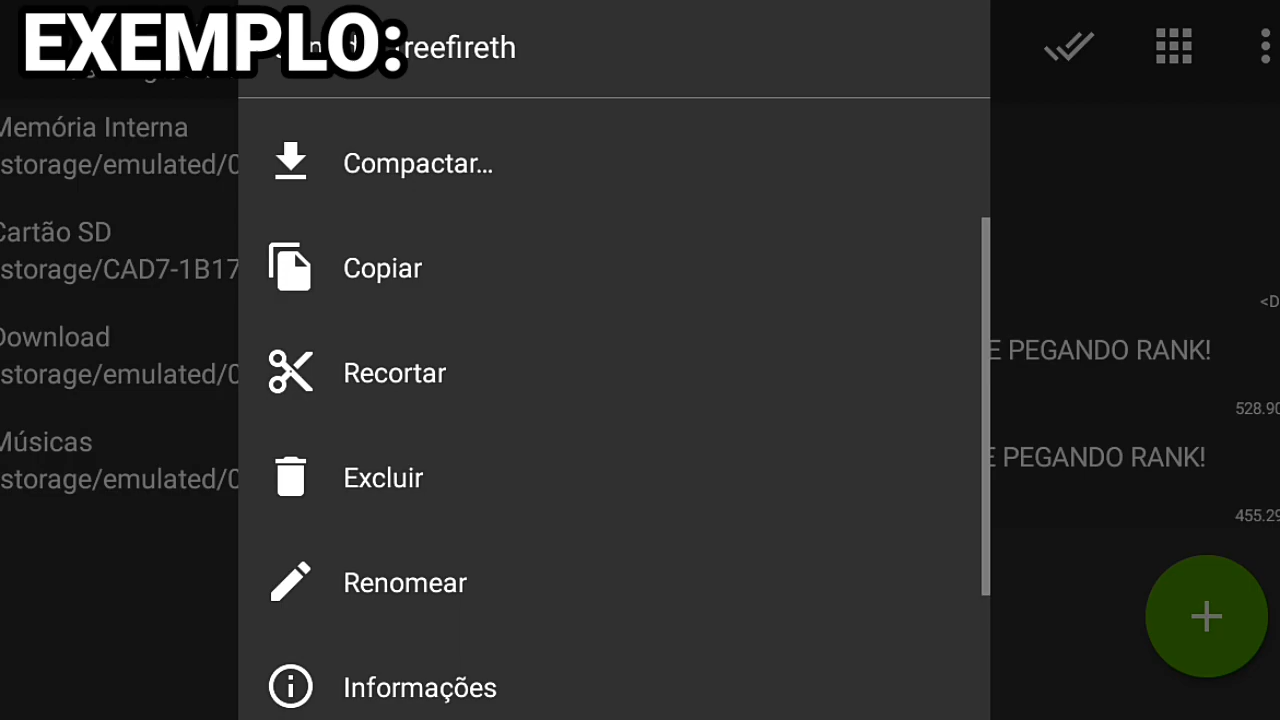 EXEMPLO:
reefireth
Memória Interna
storage/emulated/0
Cartão SD
storage/CAD7-1B17
Download
storage/emulated/0
Músicas
storage/emulated/0
Compactar...
Copiar
Recortar
Excluir
Renomear
Informações
<D
E PEGANDO RANK!
528.90
E PEGANDO RANK!
455.29